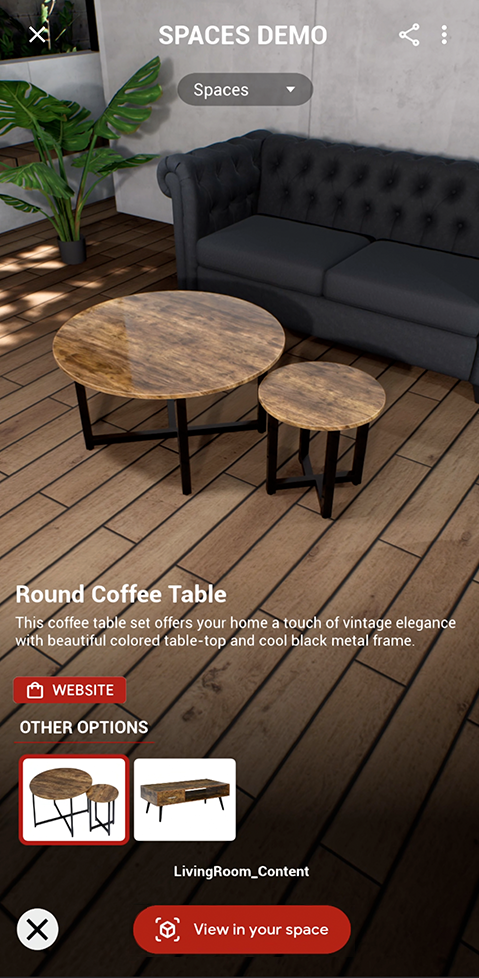 SPACES DEMO
Spaces
Round Coffee Table
This coffee table set offers your home a touch of vintage elegance
with beautiful colored table-top and cool black metal frame.
WEBSITE
OTHER OPTIONS
LivingRoom_Content
View in your space